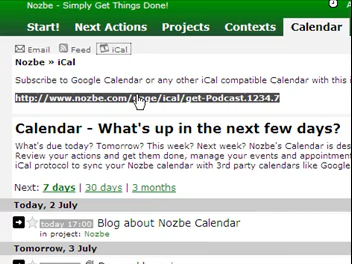 Nozbe - Simply Get Things Done!
Start! Next Actions Projects Contexts Calendar
Email Feed iCal
Nozbe » iCal
Subscribe to Google Calendar or any other iCal compatible Calendar with this i
http://www.nozbe.com/ /ical/get-Podcast.1234.7
Calendar - What's up in the next few days?
What's due today? Tomorrow? This week? Next week? Nozbe's Calendar is des
Review your actions and get them done, manage your events and appointment
iCal protocol to sync your Nozbe calendar with 3rd party calendars like Google
Next: 7 days | 30 days | 3 months
Today, 2 July
today 17:00 Blog about Nozbe Calendar
in project: Nozbe
Tomorrow, 3 July